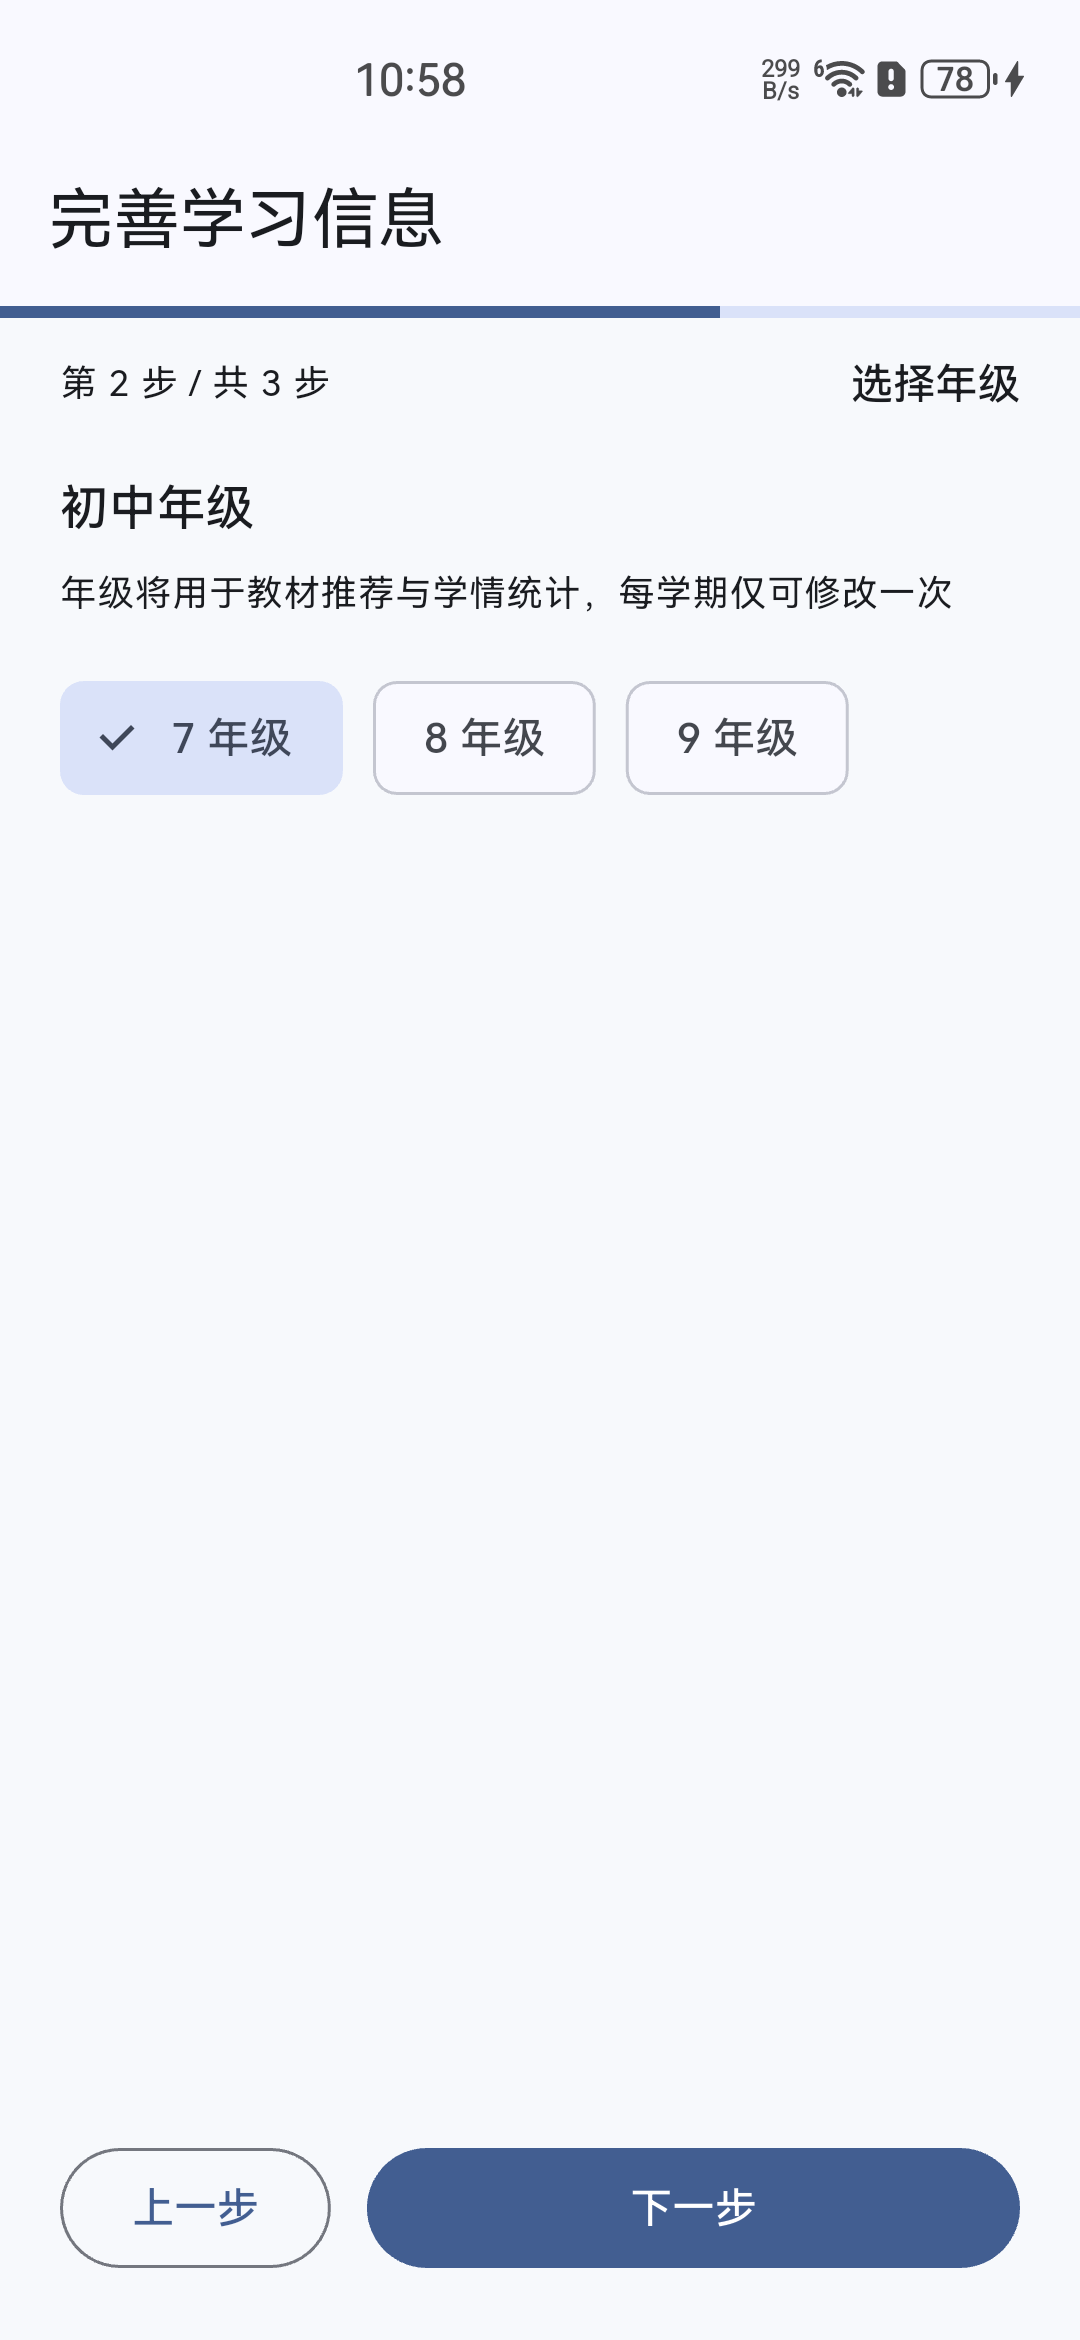 10:58
299 B/s
6
78
完善学习信息
第 2 步 / 共 3 步
选择年级
初中年级
年级将用于教材推荐与学情统计，每学期仅可修改一次
7 年级
8 年级
9 年级
上一步
下一步